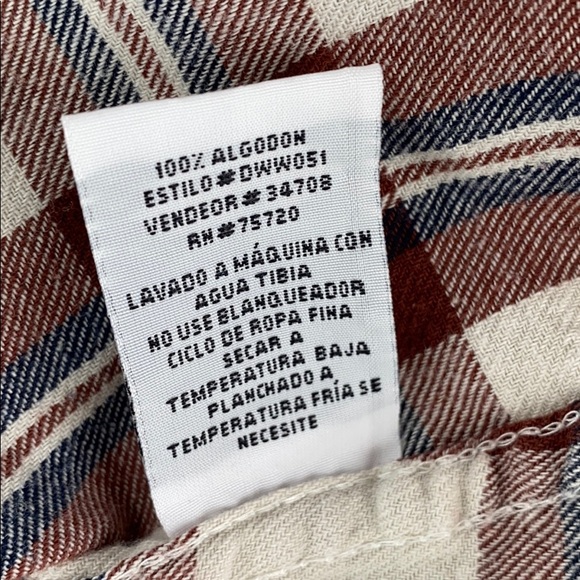 100% ALGODON
ESTILO#DWW051
VENDEOR#34708
RN#75720
LAVADO A MÁQUINA CON
AGUA TIBIA
NO USE BLANQUEADOR
CICLO DE ROPA FINA
SECAR A
TEMPERATURA BAJA
PLANCHADO A
TEMPERATURA FRÍA SE
NECESITE